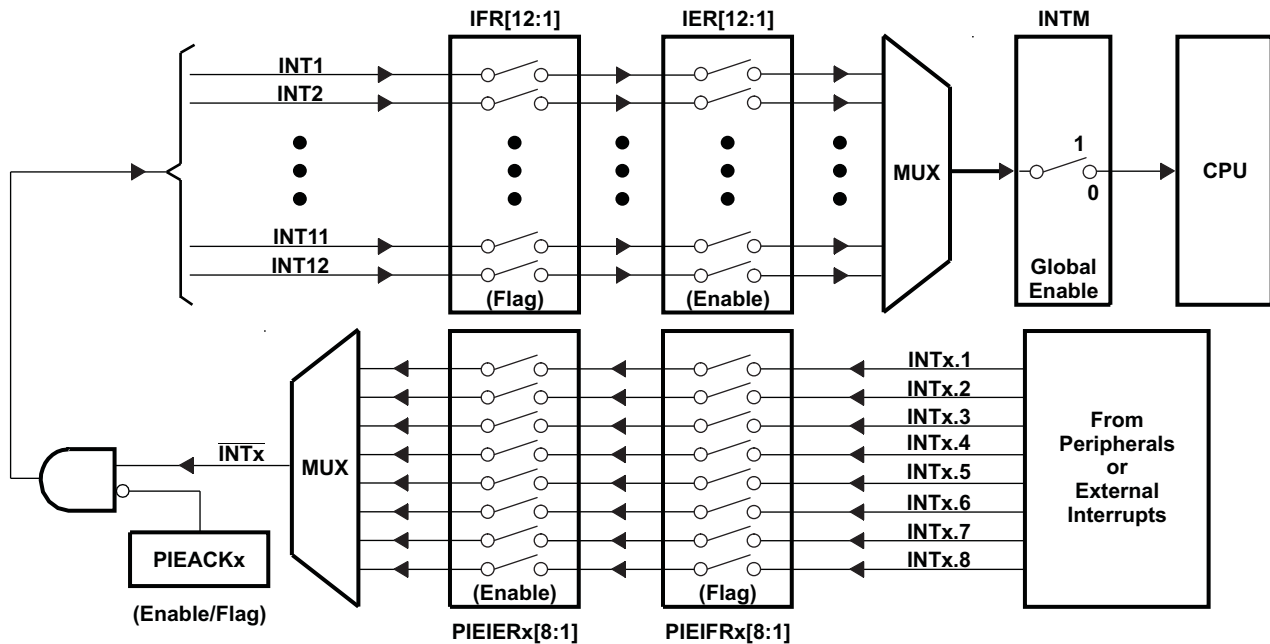 IFR[12:1]
IER[12:1]
INTM
INT1
INT2
INT11
INT12
(Flag)
(Enable)
MUX
1
0
Global
Enable
CPU
INTx
MUX
PIEACKx
(Enable/Flag)
(Enable)
PIEIERx[8:1]
(Flag)
PIEIFRx[8:1]
INTx.1
INTx.2
INTx.3
INTx.4
INTx.5
INTx.6
INTx.7
INTx.8
From
Peripherals
or
External
Interrupts